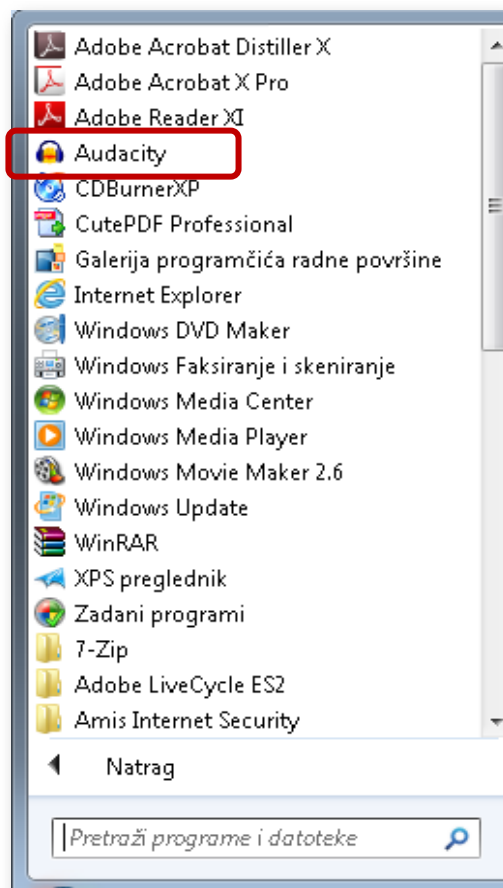 Adobe Acrobat Distiller X
Adobe Acrobat X Pro
Adobe Reader XI
Audacity
CDBurnerXP
CutePDF Professional
Galerija programčića radne površine
Internet Explorer
Windows DVD Maker
Windows Faksiranje i skeniranje
Windows Media Center
Windows Media Player
Windows Movie Maker 2.6
Windows Update
WinRAR
XPS preglednik
Zadani programi
7-Zip
Adobe LiveCycle ES2
Amis Internet Security
Natrag
Pretraži programe i datoteke